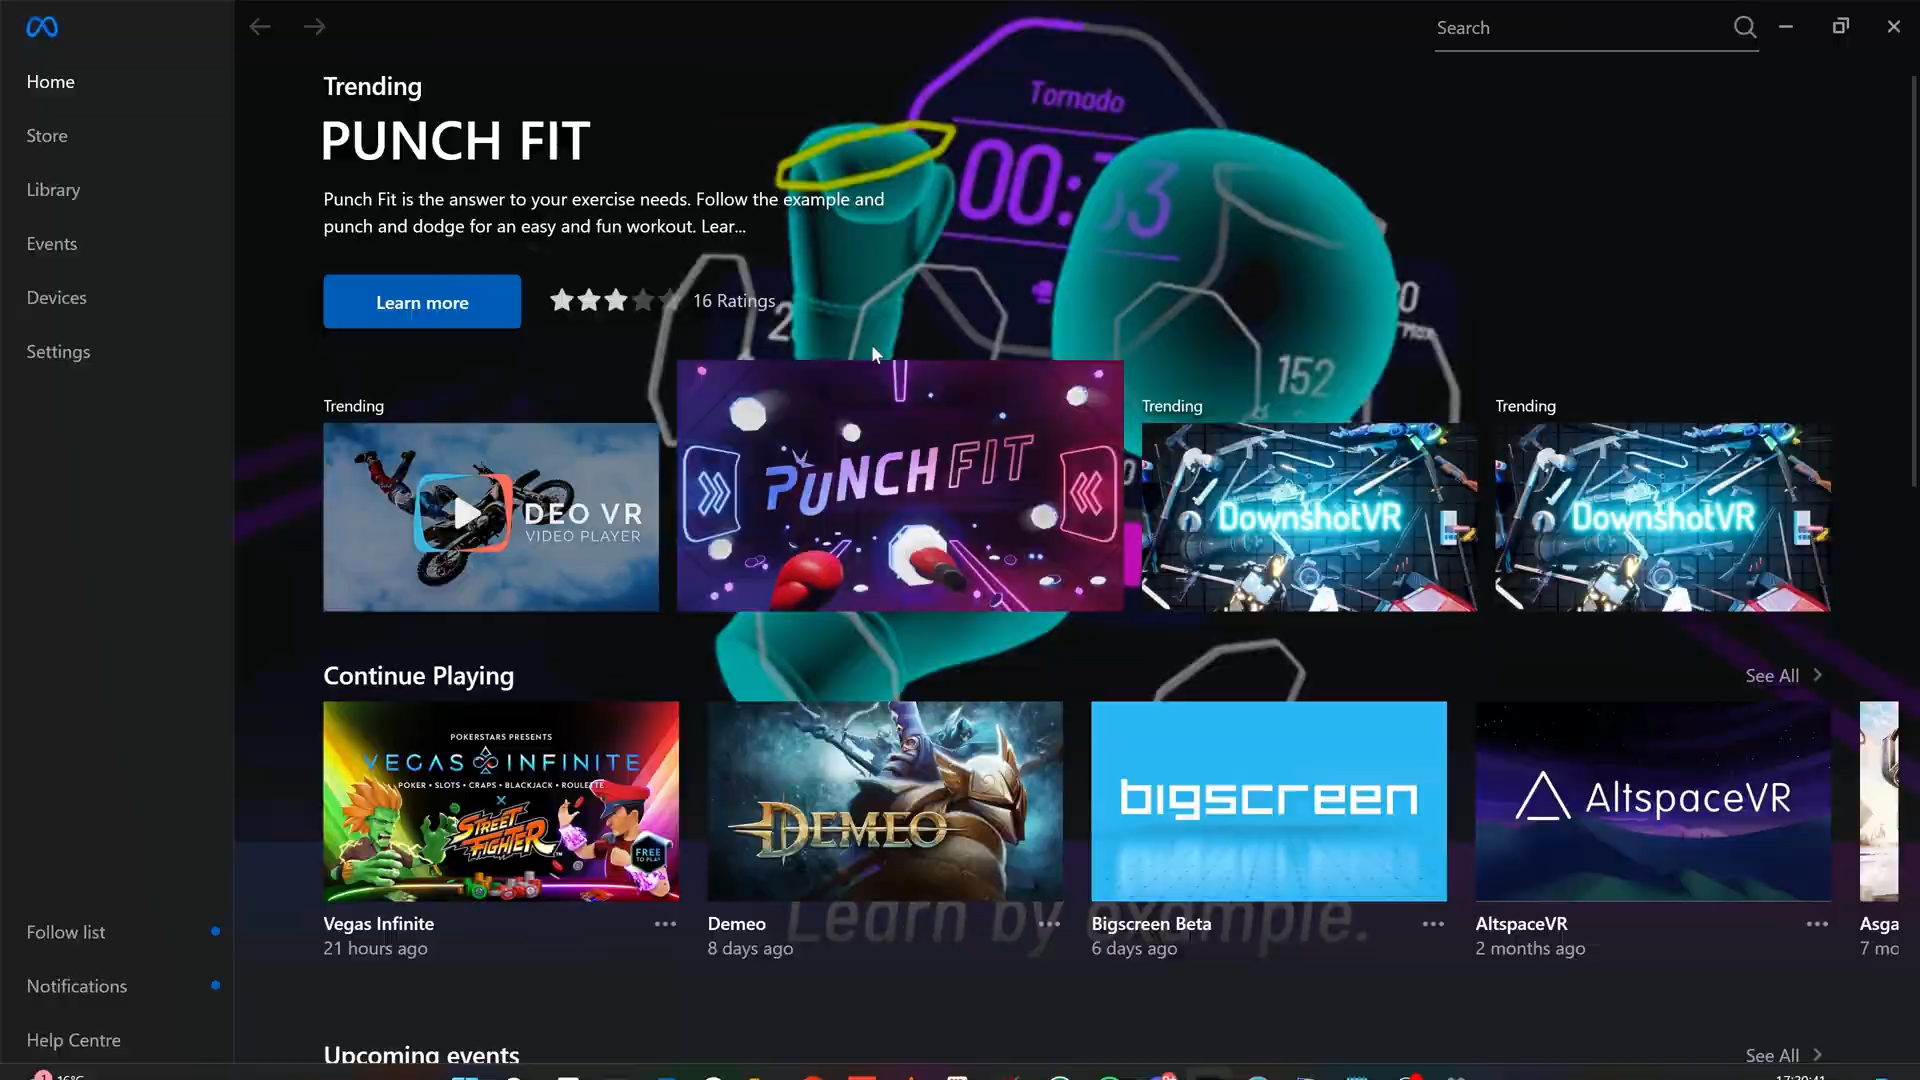 Search
Home
Store
Library
Events
Devices
Settings
Follow list
Notifications
Help Centre
Trending
PUNCH FIT
Punch Fit is the answer to your exercise needs. Follow the example and
punch and dodge for an easy and fun workout. Lear...
Learn more
16 Ratings
Tornado
152
Trending
DEO VR
VIDEO PLAYER
PUNCH FIT
Trending
DownshotVR
Trending
DownshotVR
Continue Playing
See All
POKERSTARS PRESENTS
VEGAS INFINITE
POKER • SLOTS • CRAPS • BLACKJACK • ROULETTE
X
STREET
FIGHTER
FREE
TO PLAY
DEMEO
bigscreen
AltspaceVR
Vegas Infinite
21 hours ago
Demeo
8 days ago
Bigscreen Beta
6 days ago
AltspaceVR
2 months ago
Asga
7 mo
Learn by example.
Upcoming events
See All